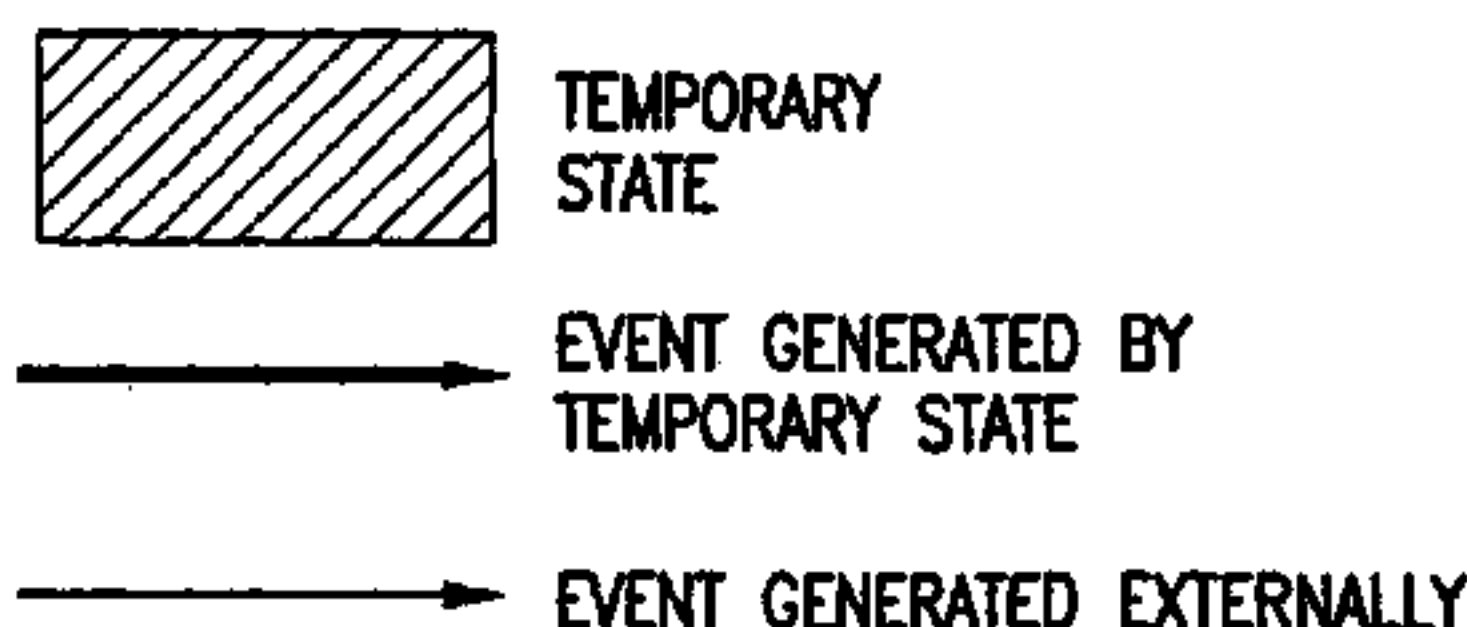 TEMPORARY
STATE
EVENT GENERATED BY
TEMPORARY STATE
EVENT GENERATED EXTERNALLY